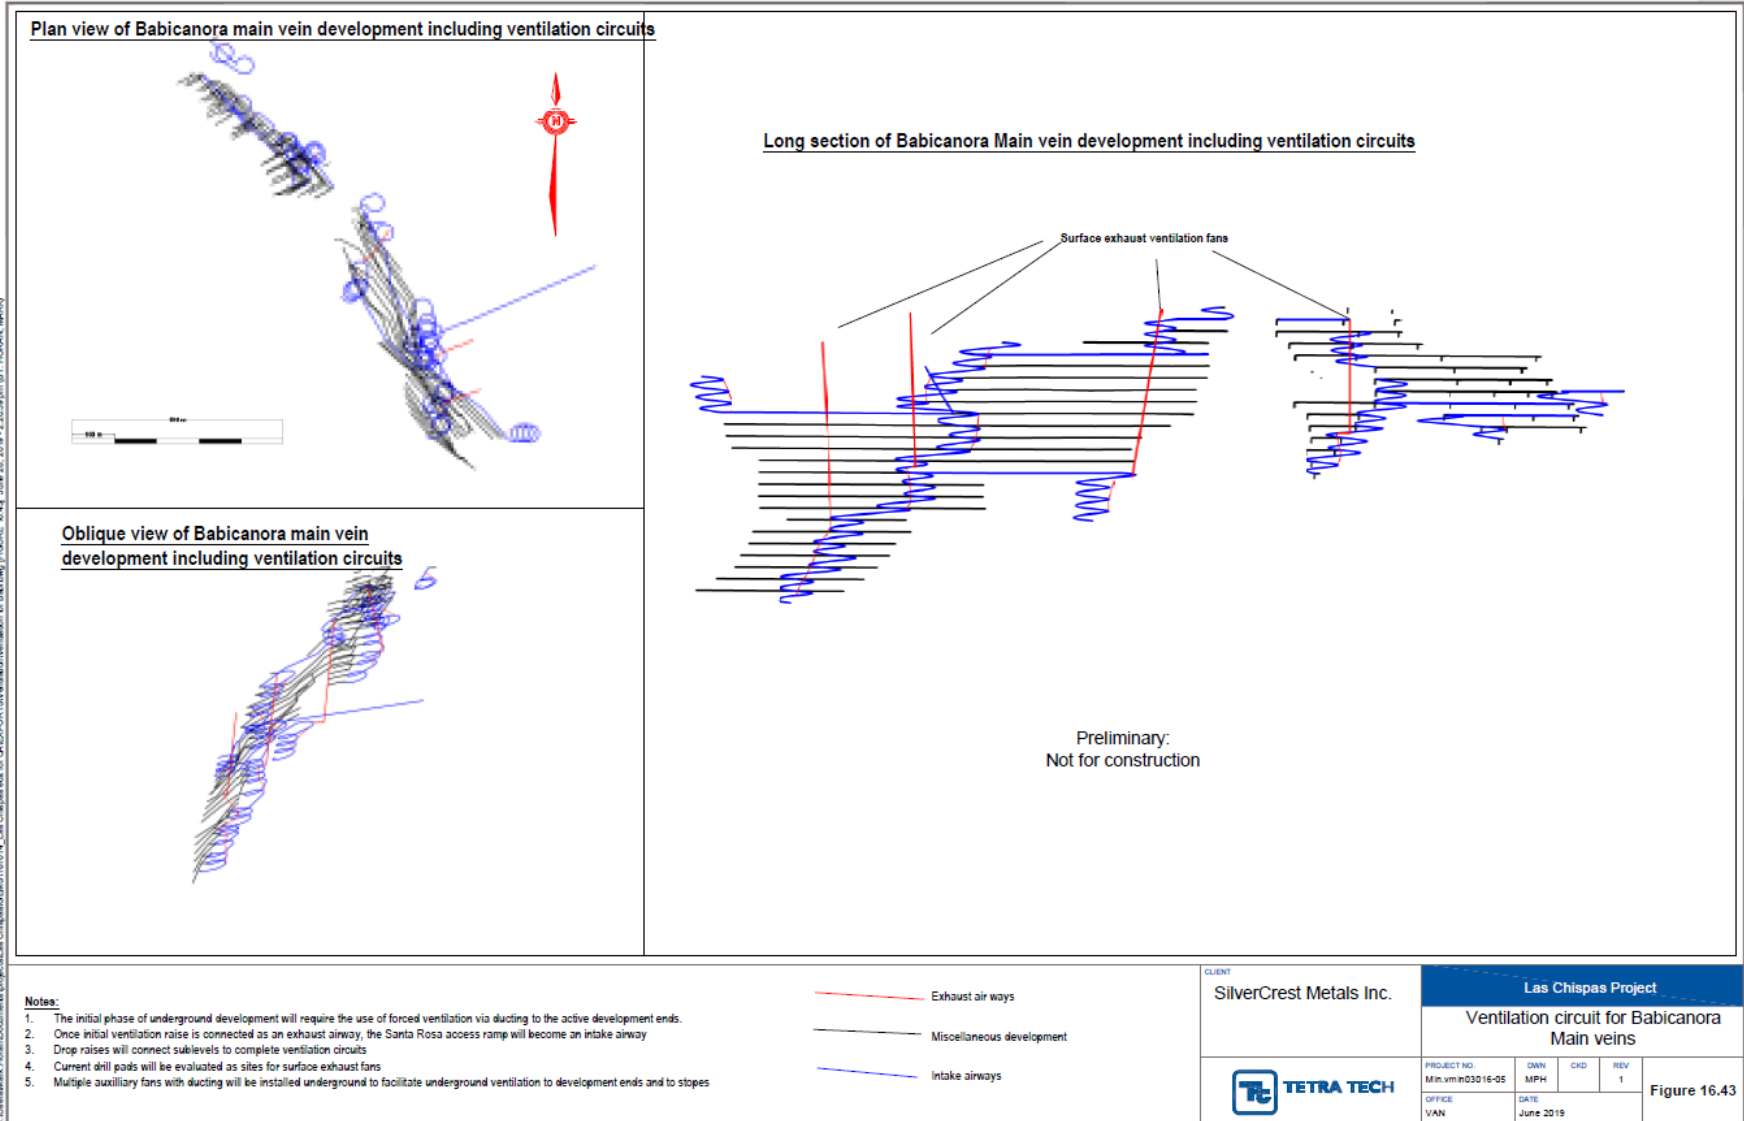 Plan view of Babicanora main vein development including ventilation circuits
Long section of Babicanora Main vein development including ventilation circuits
Surface exhaust ventilation fans
Oblique view of Babicanora main vein
development including ventilation circuits
Preliminary:
Not for construction
Notes:
1. The initial phase of underground development will require the use of forced ventilation via ducting to the active development ends.
2. Once initial ventilation raise is connected as an exhaust airway, the Santa Rosa access ramp will become an intake airway
3. Drop raises will connect sublevels to complete ventilation circuits
4. Current drill pads will be evaluated as sites for surface exhaust fans
5. Multiple auxilliary fans with ducting will be installed underground to facilitate underground ventilation to development ends and to stopes
Exhaust air ways
Miscellaneous development
Intake airways
CLIENT
SilverCrest Metals Inc.
TETRA TECH
Las Chispas Project
Ventilation circuit for Babicanora
Main veins
PROJECT NO.
Min.vmin03016-05
DWN
MPH
CKD
REV
1
OFFICE
VAN
DATE
June 2019
Figure 16.43